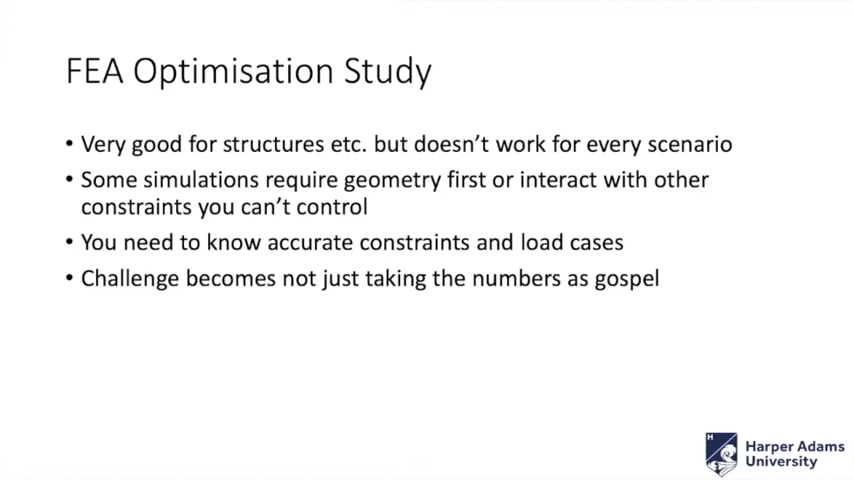 FEA Optimisation Study
• Very good for structures etc. but doesn't work for every scenario
• Some simulations require geometry first or interact with other
constraints you can't control
• You need to know accurate constraints and load cases
• Challenge becomes not just taking the numbers as gospel
H
Harper Adams
University